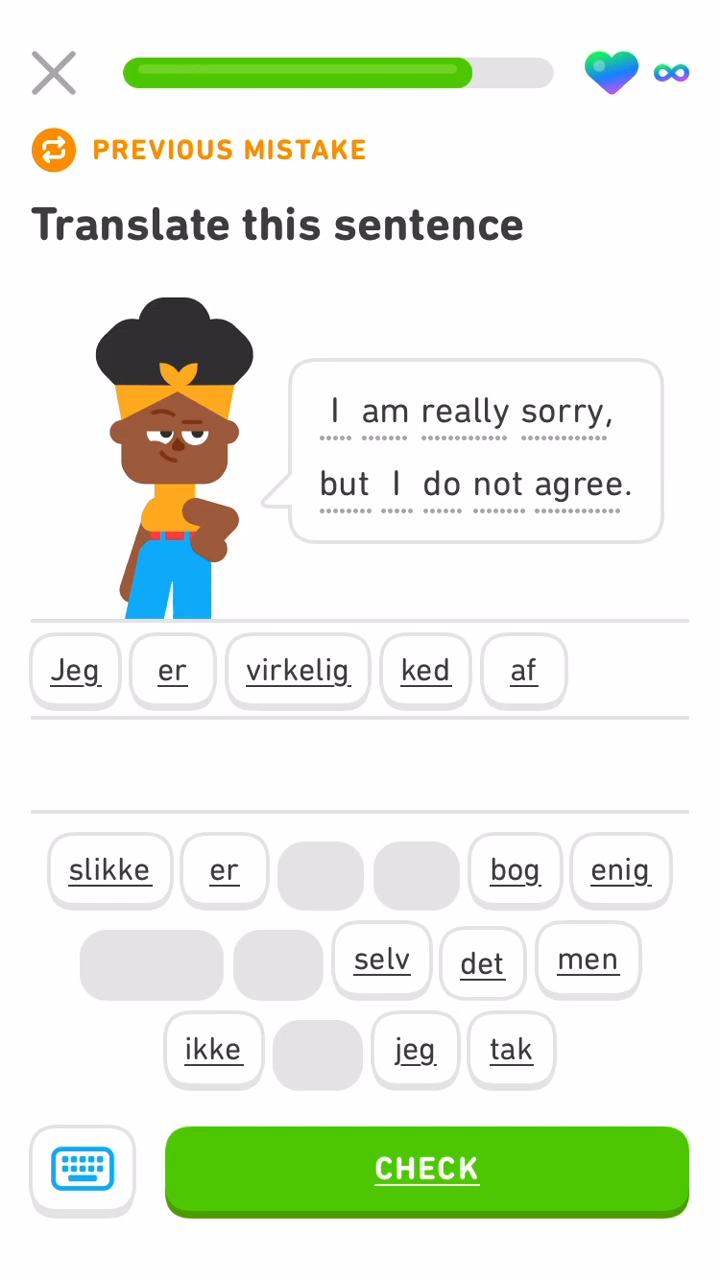 PREVIOUS MISTAKE
Translate this sentence
I am really sorry,
but I do not agree.
Jeg er virkelig ked af
slikke er bog enig
selv det men
ikke jeg tak
CHECK